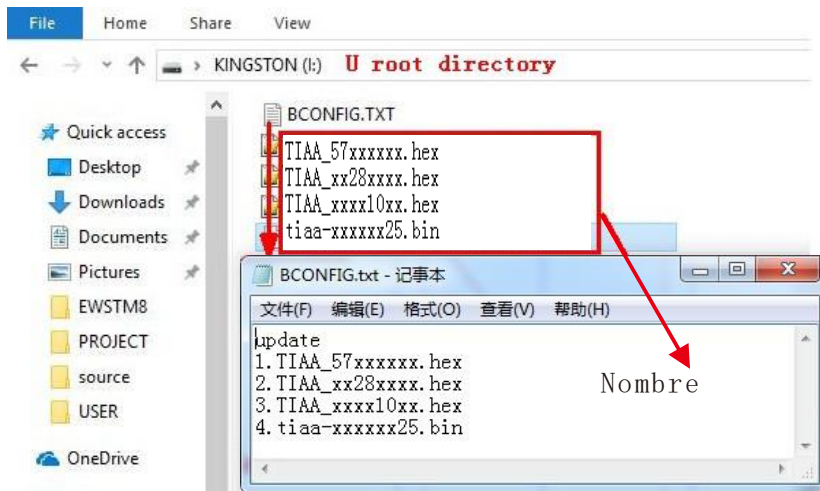 File Home Share View
KINGSTON (I:) U root directory
Quick access
Desktop
Downloads
Documents
Pictures
EWSTM8
PROJECT
source
USER
OneDrive
BCONFIG.TXT
TIAA_57xxxxxx.hex
TIAA_xx28xxxx.hex
TIAA_xxxx10xx.hex
tiaa-xxxxxx25.bin
BCONFIG.txt - 记事本
文件(F) 编辑(E) 格式(O) 查看(V) 帮助(H)
update
1.TIAA_57xxxxxx.hex
2.TIAA_xx28xxxx.hex
3.TIAA_xxxx10xx.hex
4.tiaa-xxxxxx25.bin
Nombre